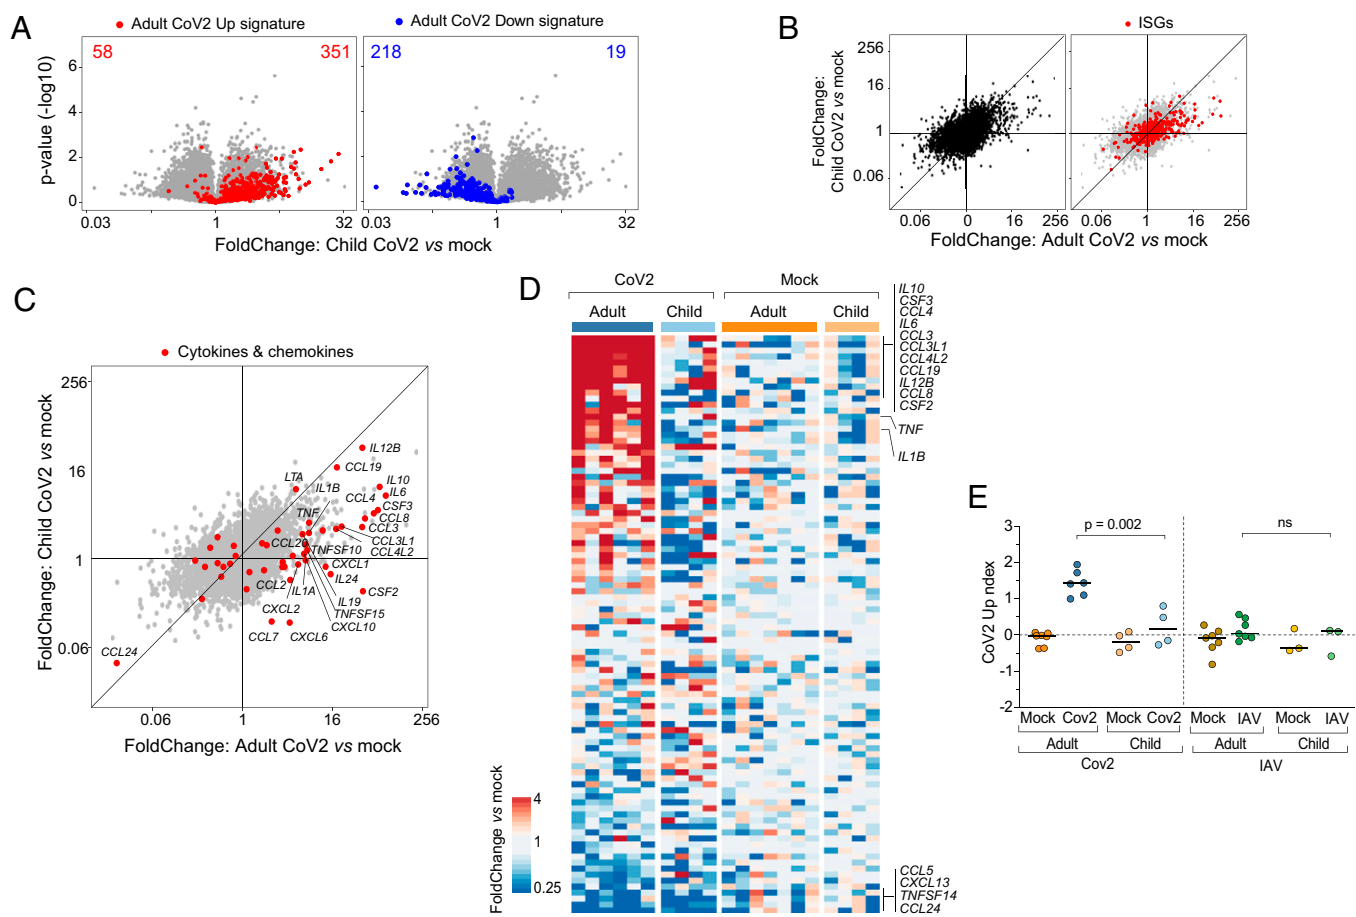 A
Adult CoV2 Up signature
Adult CoV2 Down signature
58
351
218
19
p-value (-log10)
6
4
2
0
0.03
1
32
0.03
1
32
FoldChange: Child CoV2 vs mock
B
ISGs
FoldChange:
Child CoV2 vs mock
256
16
1
0.06
0.06
0
16
256
0.06
1
16
256
FoldChange: Adult CoV2 vs mock
C
Cytokines & chemokines
FoldChange: Child CoV2 vs mock
256
16
1
0.06
IL12B
CCL19
LTA
IL1B
IL10
IL6
CCL4
CSF3
TNF
CCL8
CCL3
CCL3L1
CCL4L2
CCL20
TNFSF10
CXCL1
CCL2
IL1A
IL24
CSF2
IL19
CXCL2
TNFSF15
CXCL10
CCL7
CXCL6
CCL24
0.06
1
16
256
FoldChange: Adult CoV2 vs mock
D
CoV2
Mock
Adult
Child
Adult
Child
IL10
CSF3
CCL4
IL6
CCL3
CCL3L1
CCL4L2
CCL19
IL12B
CCL8
CSF2
TNF
IL1B
CCL5
CXCL13
TNFSF14
CCL24
FoldChange vs mock
4
1
0.25
E
CoV2 Up index
3
2
1
0
-1
-2
p = 0.002
ns
Mock Cov2 Mock Cov2 Mock IAV Mock IAV
Adult Child Adult Child
Cov2 IAV